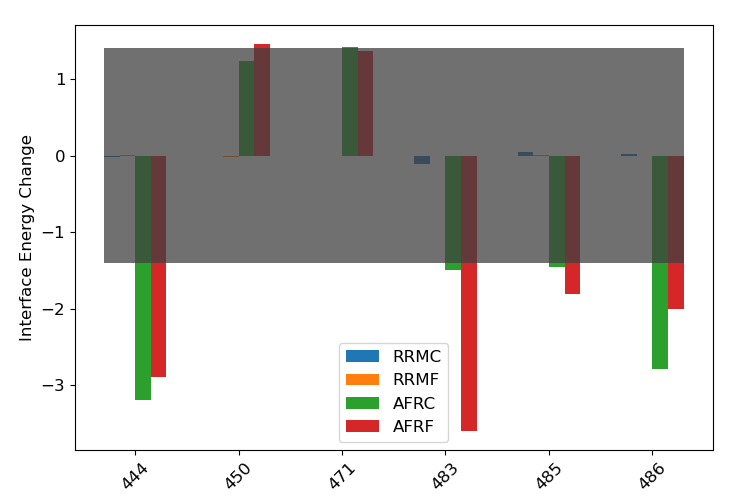 Interface Energy Change
1
0
−1
−2
−3
RRMC
RRMF
AFRC
AFRF
444 450 471 483 485 486